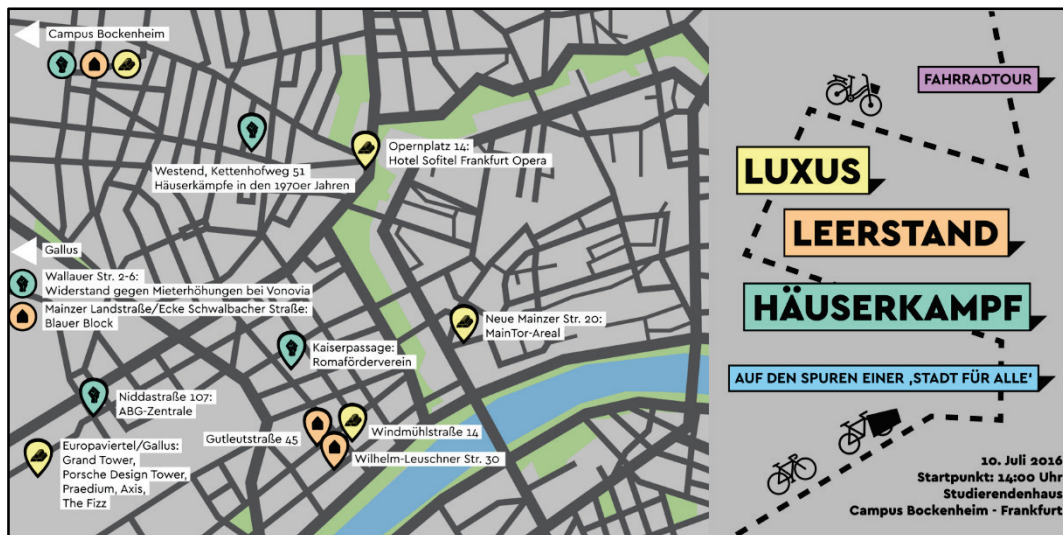 Campus Bockenheim
Westend, Kettenhofweg 51
Häuserkämpfe in den 1970er Jahren
Opernplatz 14:
Hotel Sofitel Frankfurt Opera
Gallus
Wallauer Str. 2-6:
Widerstand gegen Mieterhöhungen bei Vonovia
Mainzer Landstraße/Ecke Schwalbacher Straße:
Blauer Block
Neue Mainzer Str. 20:
MainTor-Areal
Kaiserpassage:
Romaförderverein
Niddastraße 107:
ABG-Zentrale
Gutleutstraße 45
Windmühlstraße 14
Wilhelm-Leuschner Str. 30
Europaviertel/Gallus:
Grand Tower,
Porsche Design Tower,
Praedium, Axis,
The Fizz
FAHRRADTOUR
LUXUS
LEERSTAND
HÄUSERKAMPF
AUF DEN SPUREN EINER ‚STADT FÜR ALLE‘
10. Juli 2016
Startpunkt: 14:00 Uhr
Studierendenhaus
Campus Bockenheim - Frankfurt